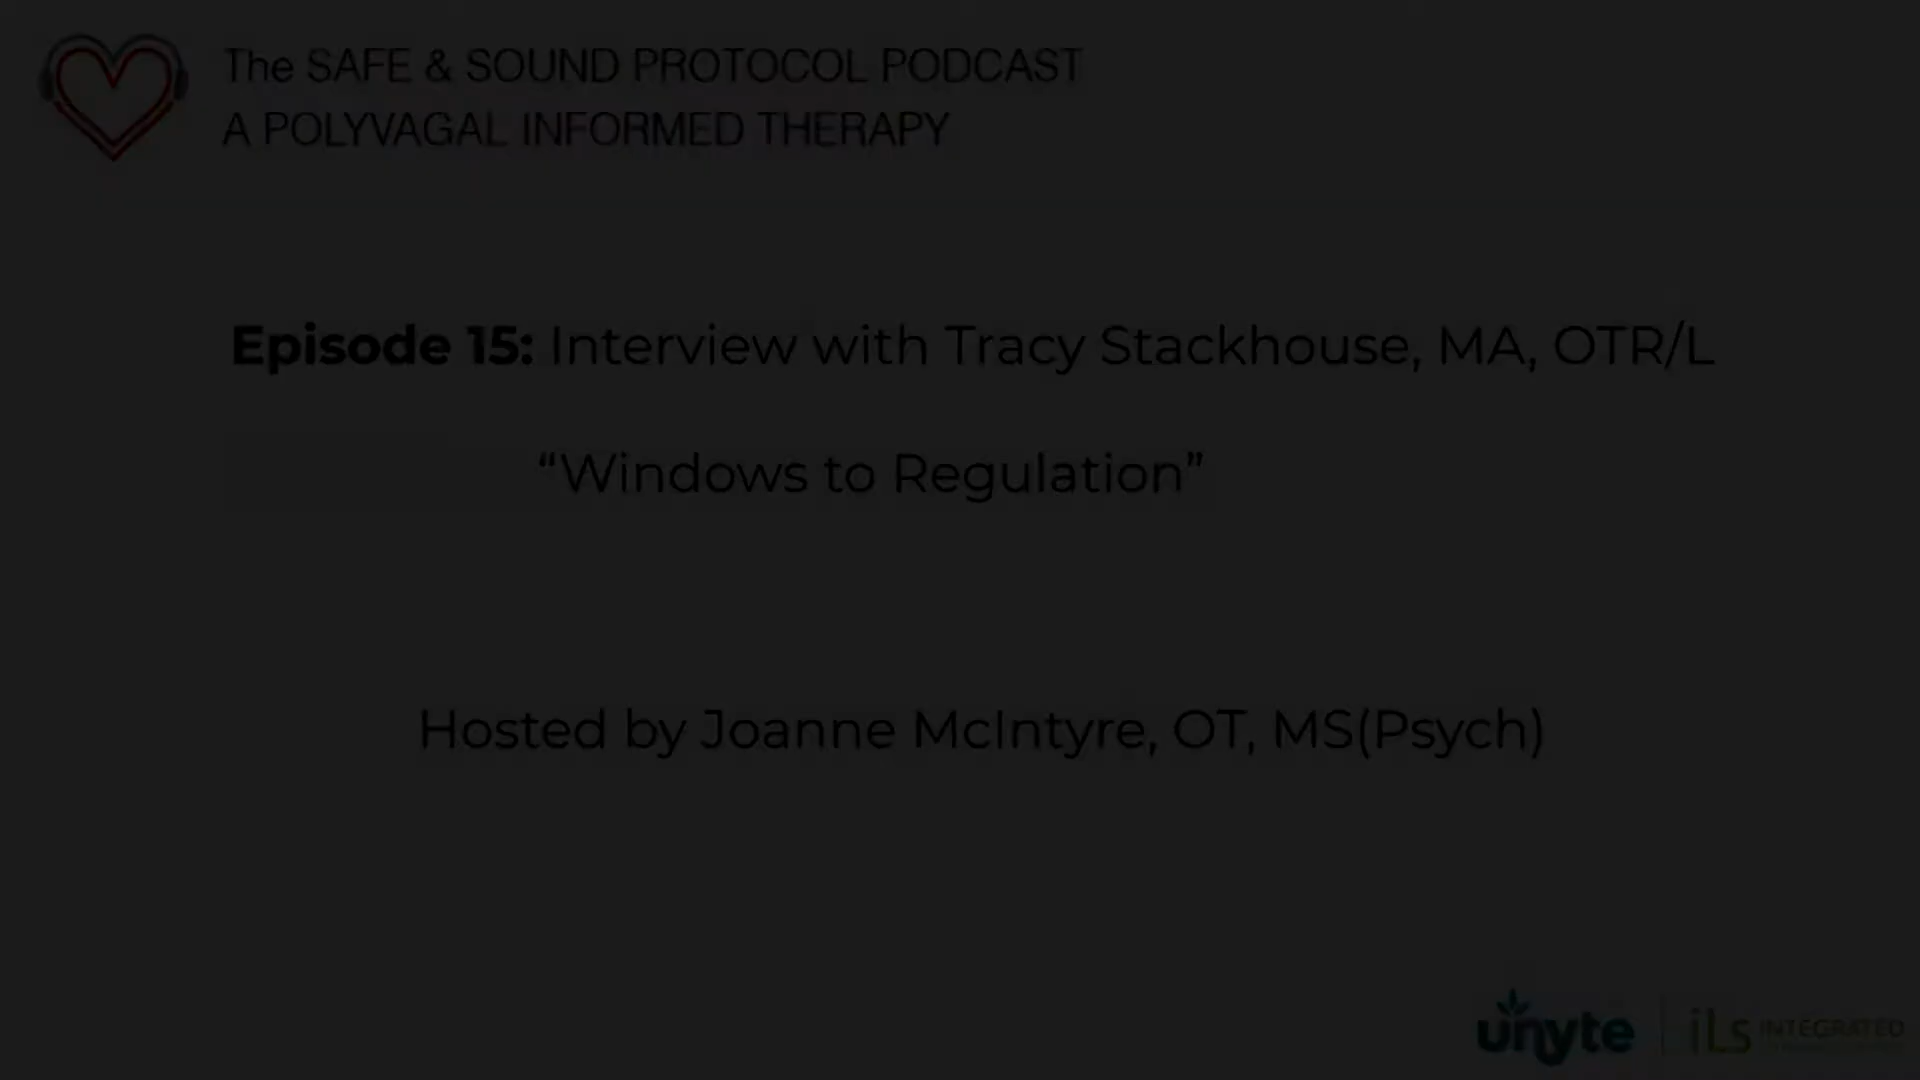 The SAFE & SOUND PROTOCOL PODCAST
A POLYVAGAL INFORMED THERAPY
Episode 15: Interview with Tracy Stackhouse, MA, OTR/L
“Windows to Regulation”
Hosted by Joanne McIntyre, OT, MS(Psych)
unyte | iLs INTEGRATED